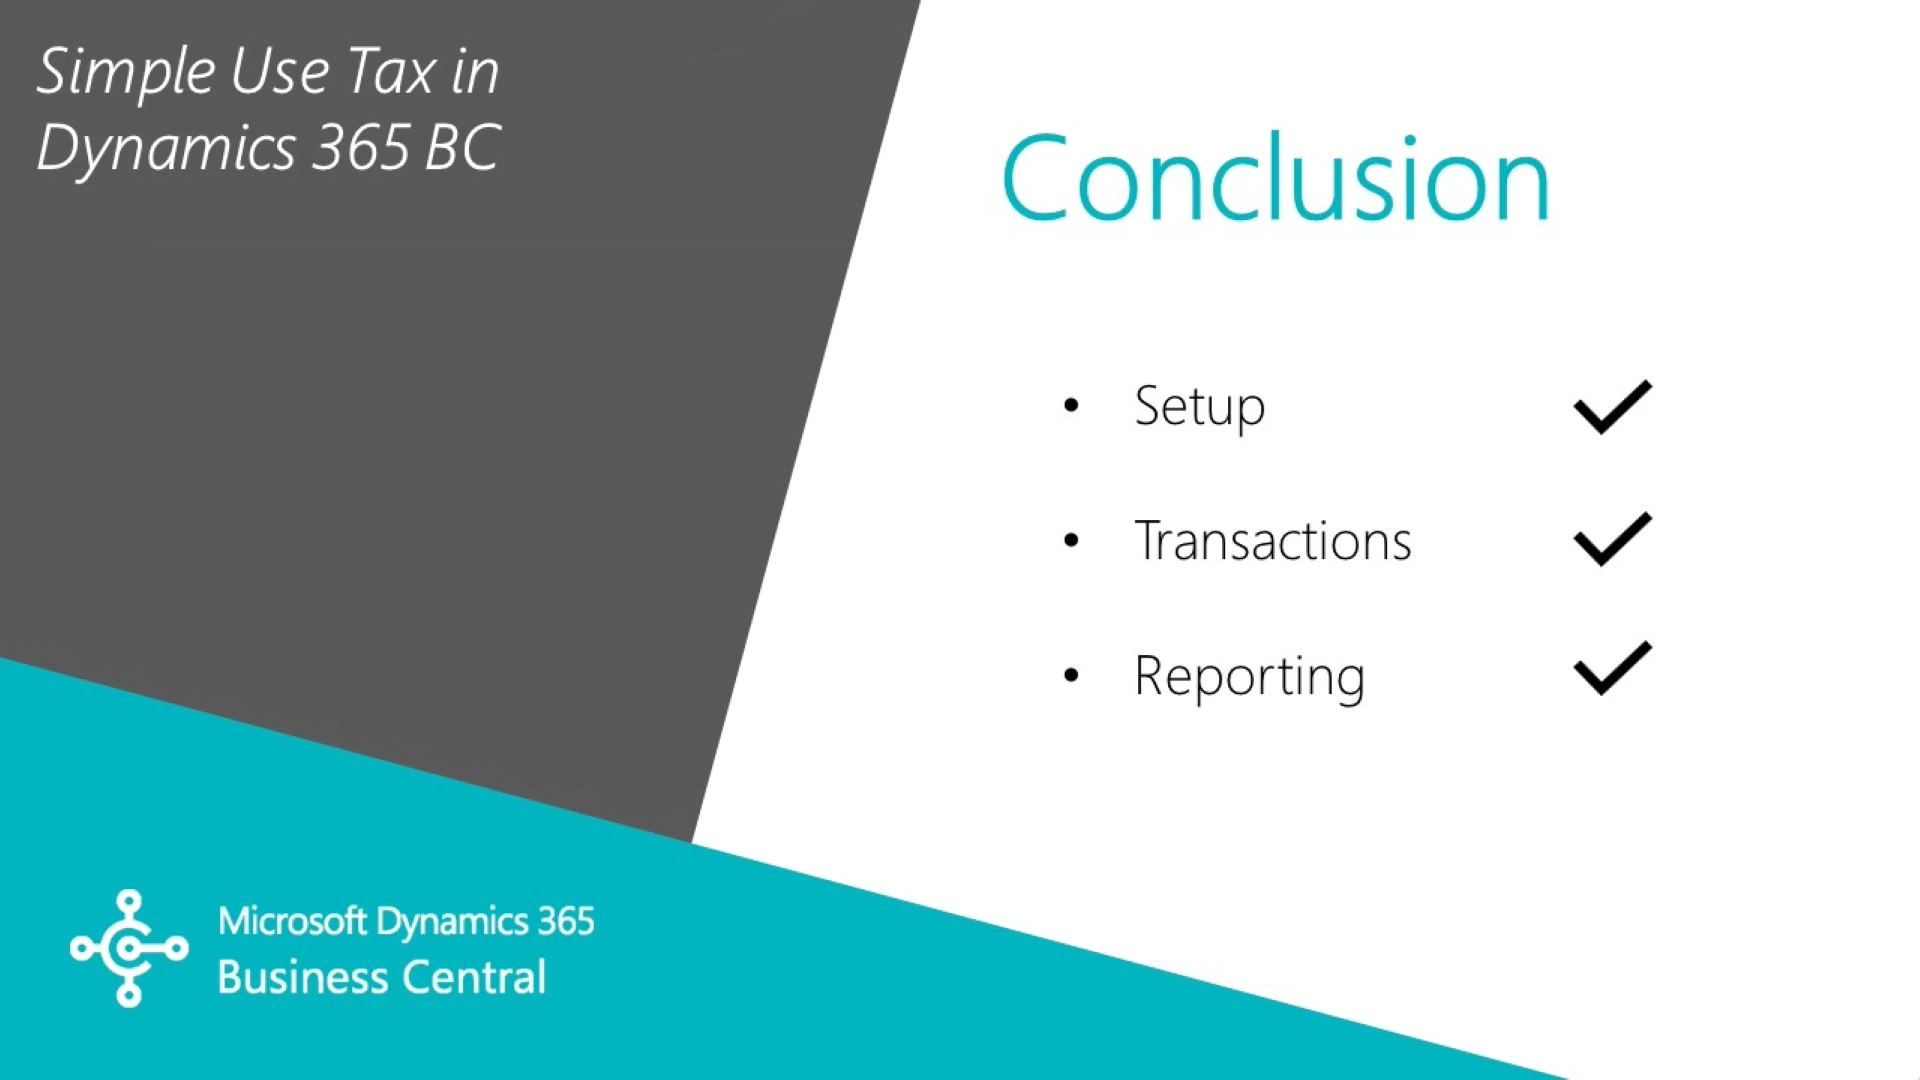 Simple Use Tax in
Dynamics 365 BC
Conclusion
• Setup
• Transactions
• Reporting
Microsoft Dynamics 365
Business Central